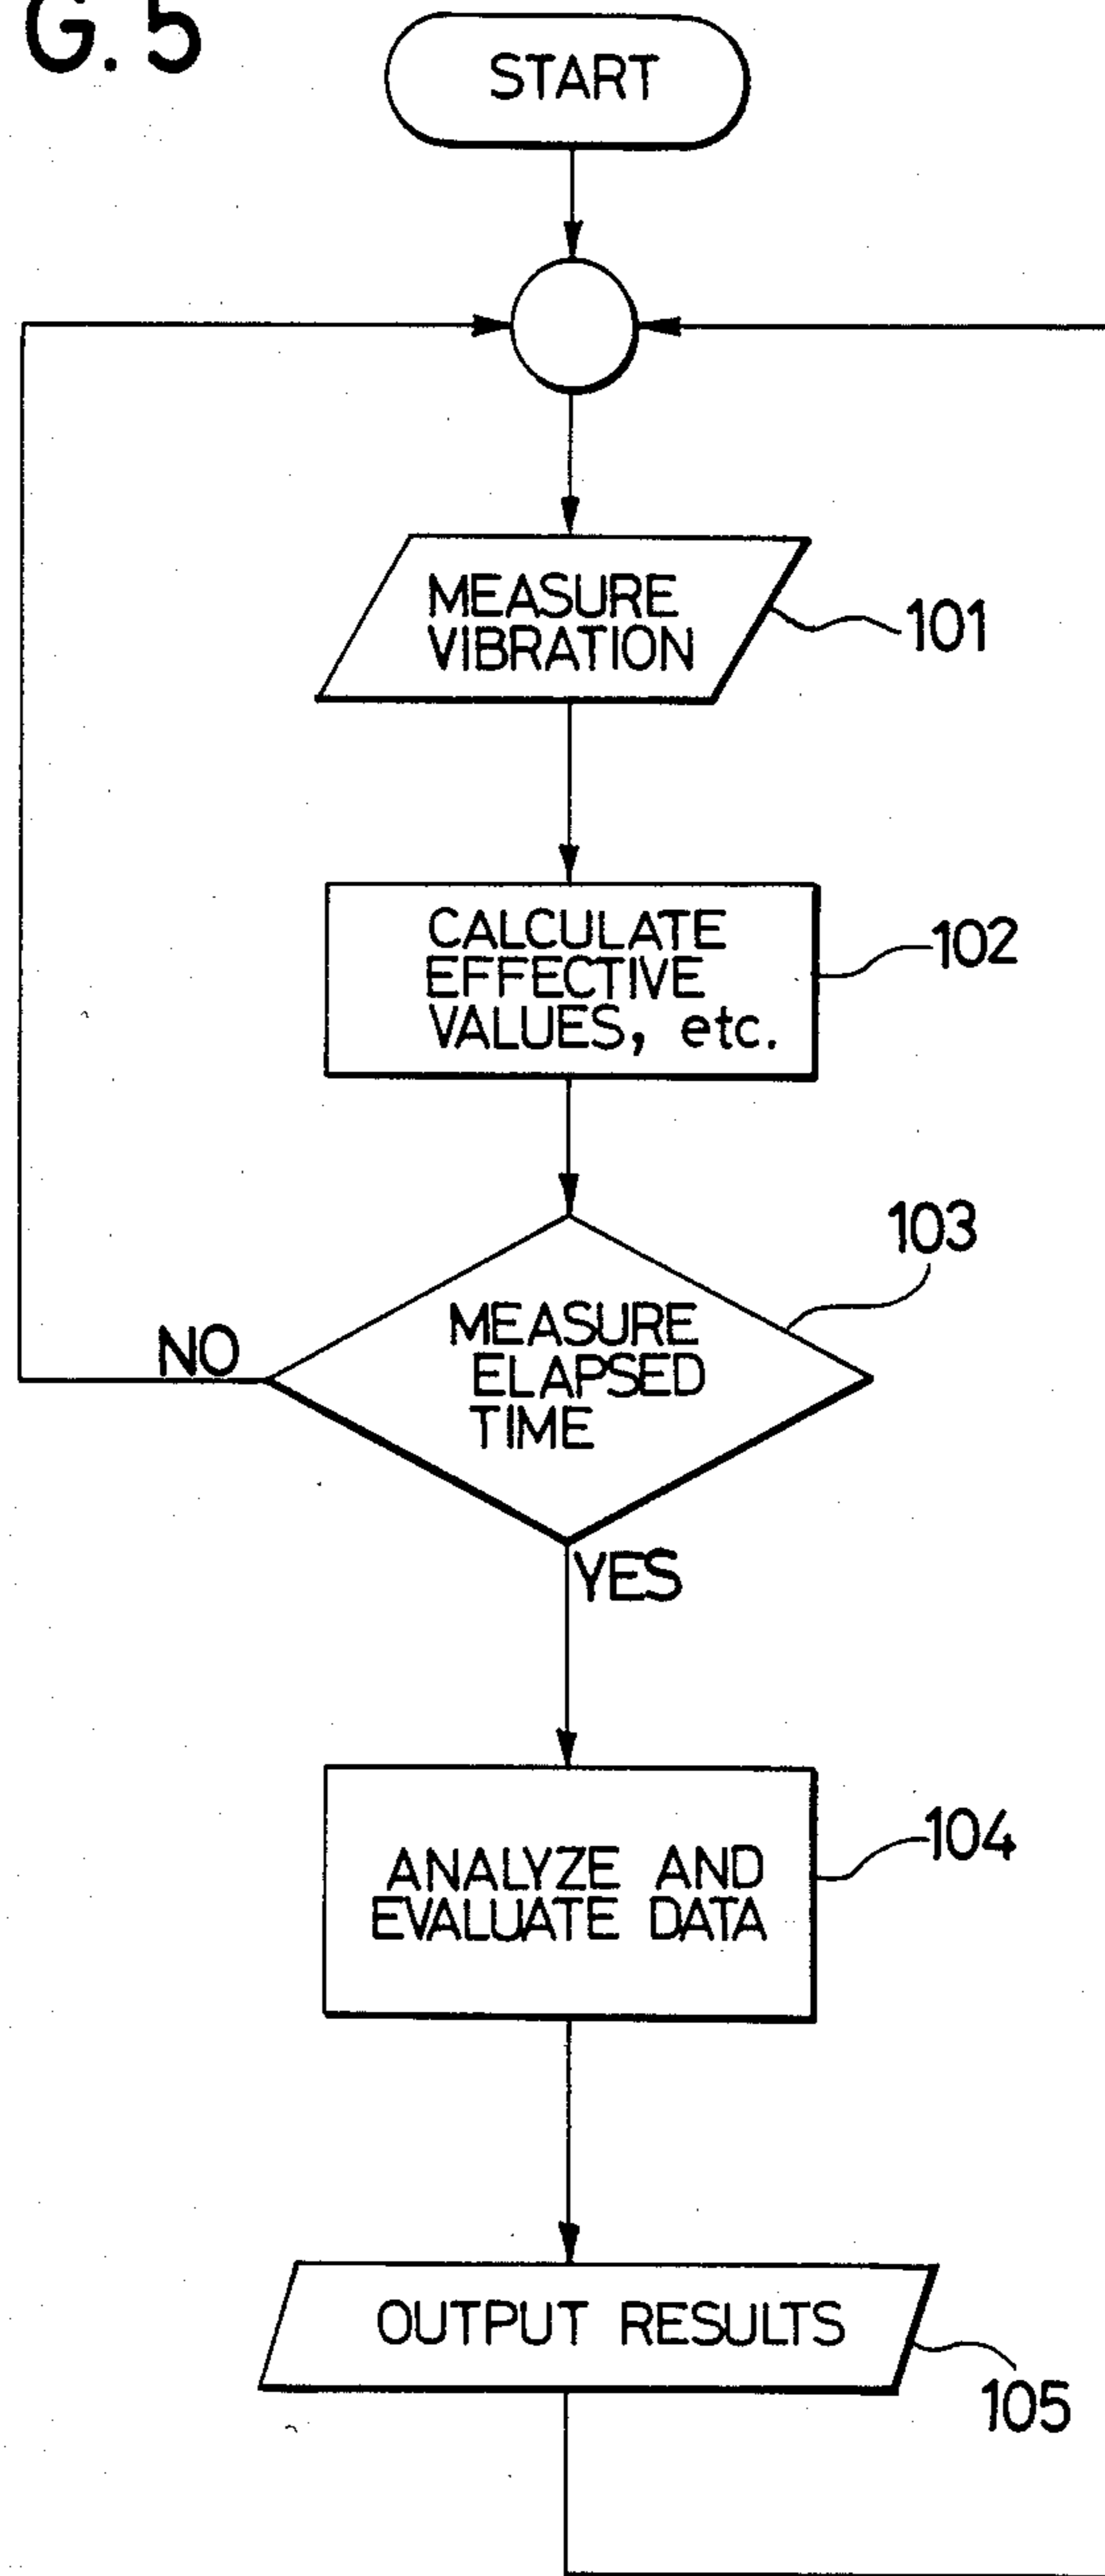 G. 5
START
MEASURE
VIBRATION
101
CALCULATE
EFFECTIVE
VALUES, etc.
102
103
MEASURE
ELAPSED
TIME
NO
YES
104
ANALYZE AND
EVALUATE DATA
OUTPUT RESULTS
105